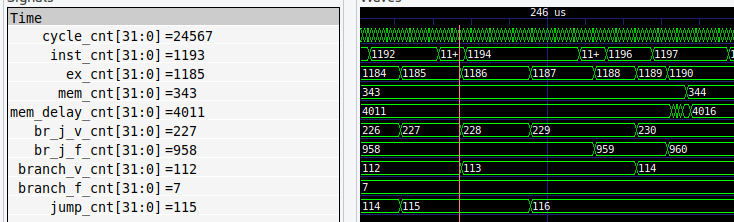 Signals
Waves
Time
246 us
cycle_cnt[31:0] =24567
inst_cnt[31:0] =1193
1192 11+ 1194 11+ 1196 1197 1
ex_cnt[31:0] =1185
1184 1185 1186 1187 1188 1189 1190
mem_cnt[31:0] =343
343 344
mem_delay_cnt[31:0] =4011
4011 4016
br_j_v_cnt[31:0] =227
226 227 228 229 230
br_j_f_cnt[31:0] =958
958 959 960
branch_v_cnt[31:0] =112
112 113 114
branch_f_cnt[31:0] =7
7
jump_cnt[31:0] =115
114 115 116